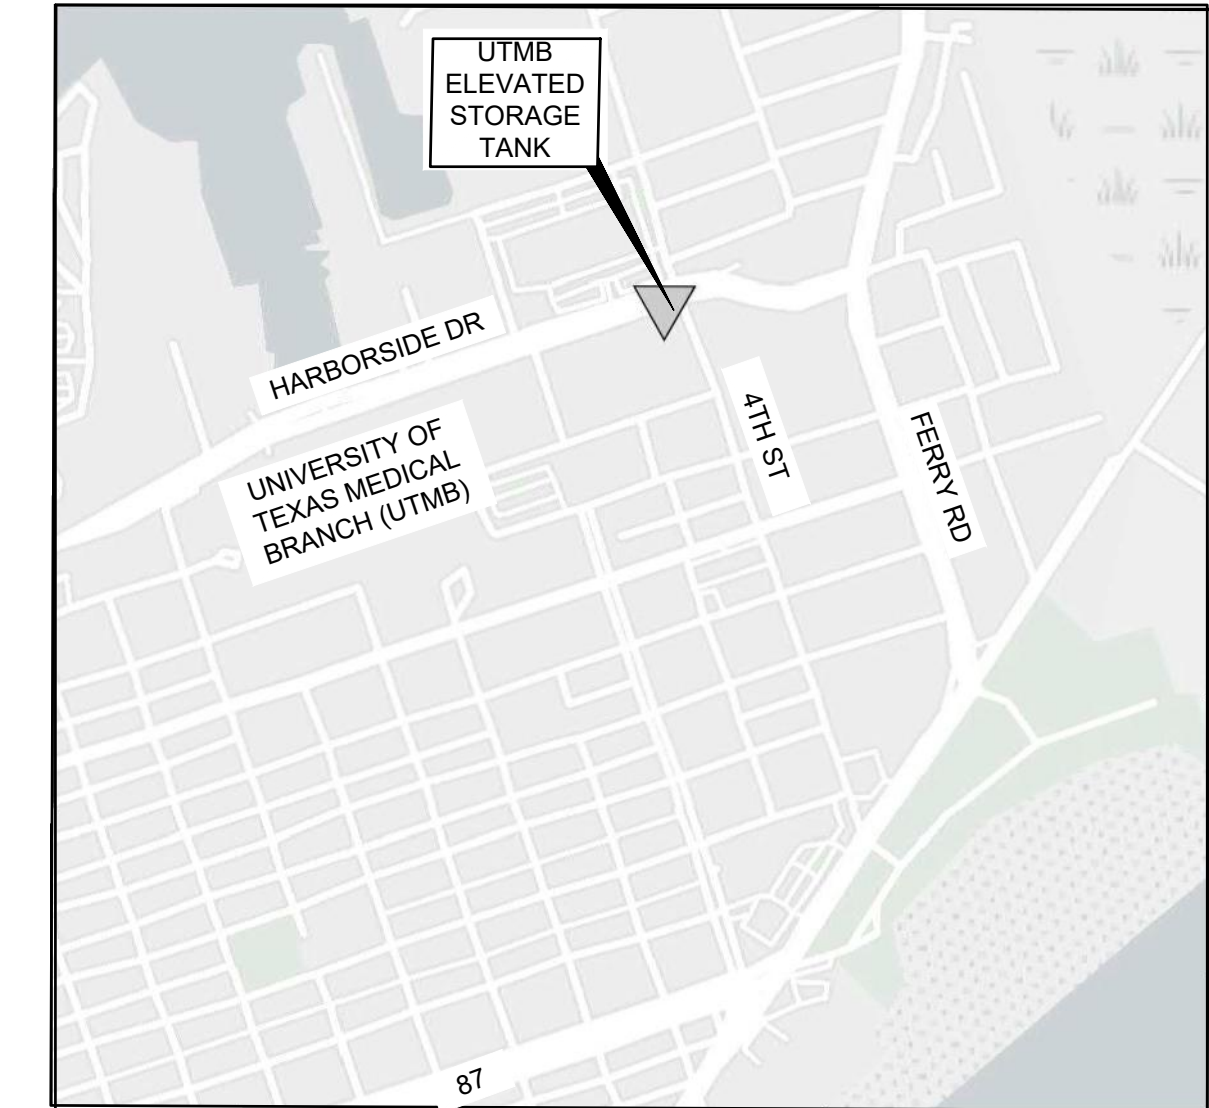 UTMB
ELEVATED
STORAGE
TANK
HARBORSIDE DR
UNIVERSITY OF
TEXAS MEDICAL
BRANCH (UTMB)
4TH ST
FERRY RD
87